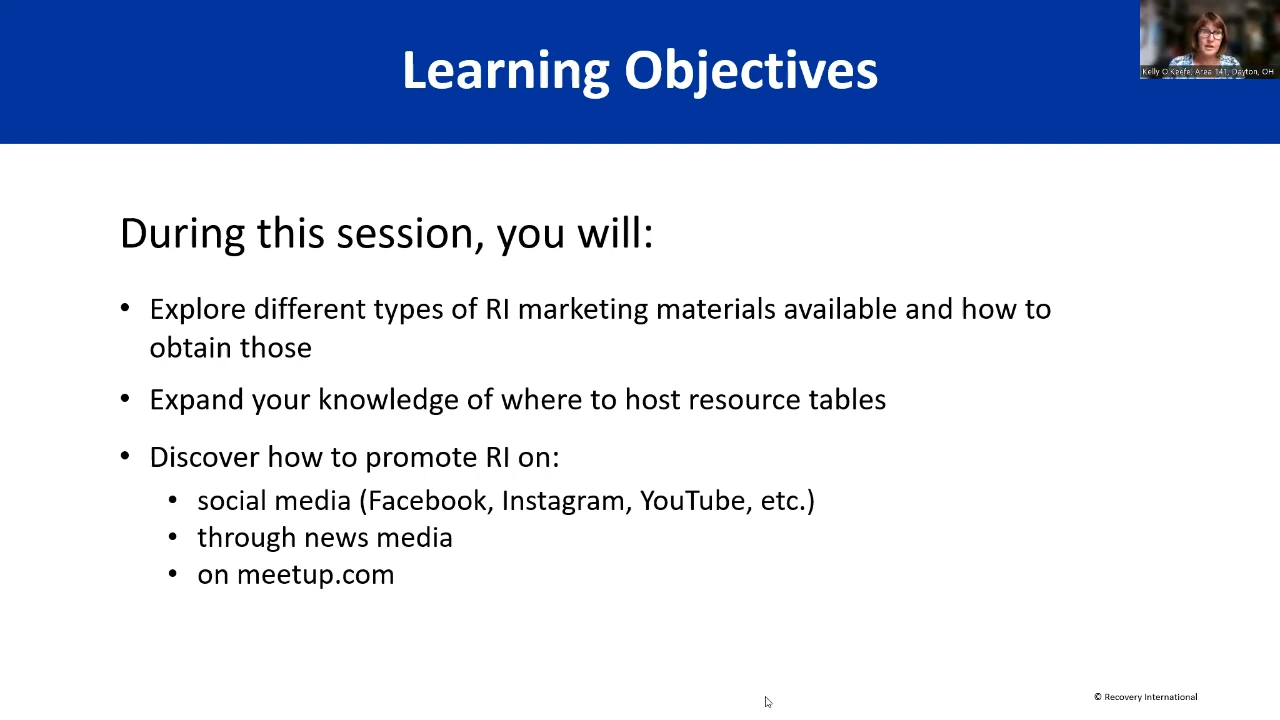 Learning Objectives
Kelly O Keefe, Area 141, Dayton, OH
During this session, you will:
• Explore different types of RI marketing materials available and how to
obtain those
• Expand your knowledge of where to host resource tables
• Discover how to promote RI on:
• social media (Facebook, Instagram, YouTube, etc.)
• through news media
• on meetup.com
© Recovery International